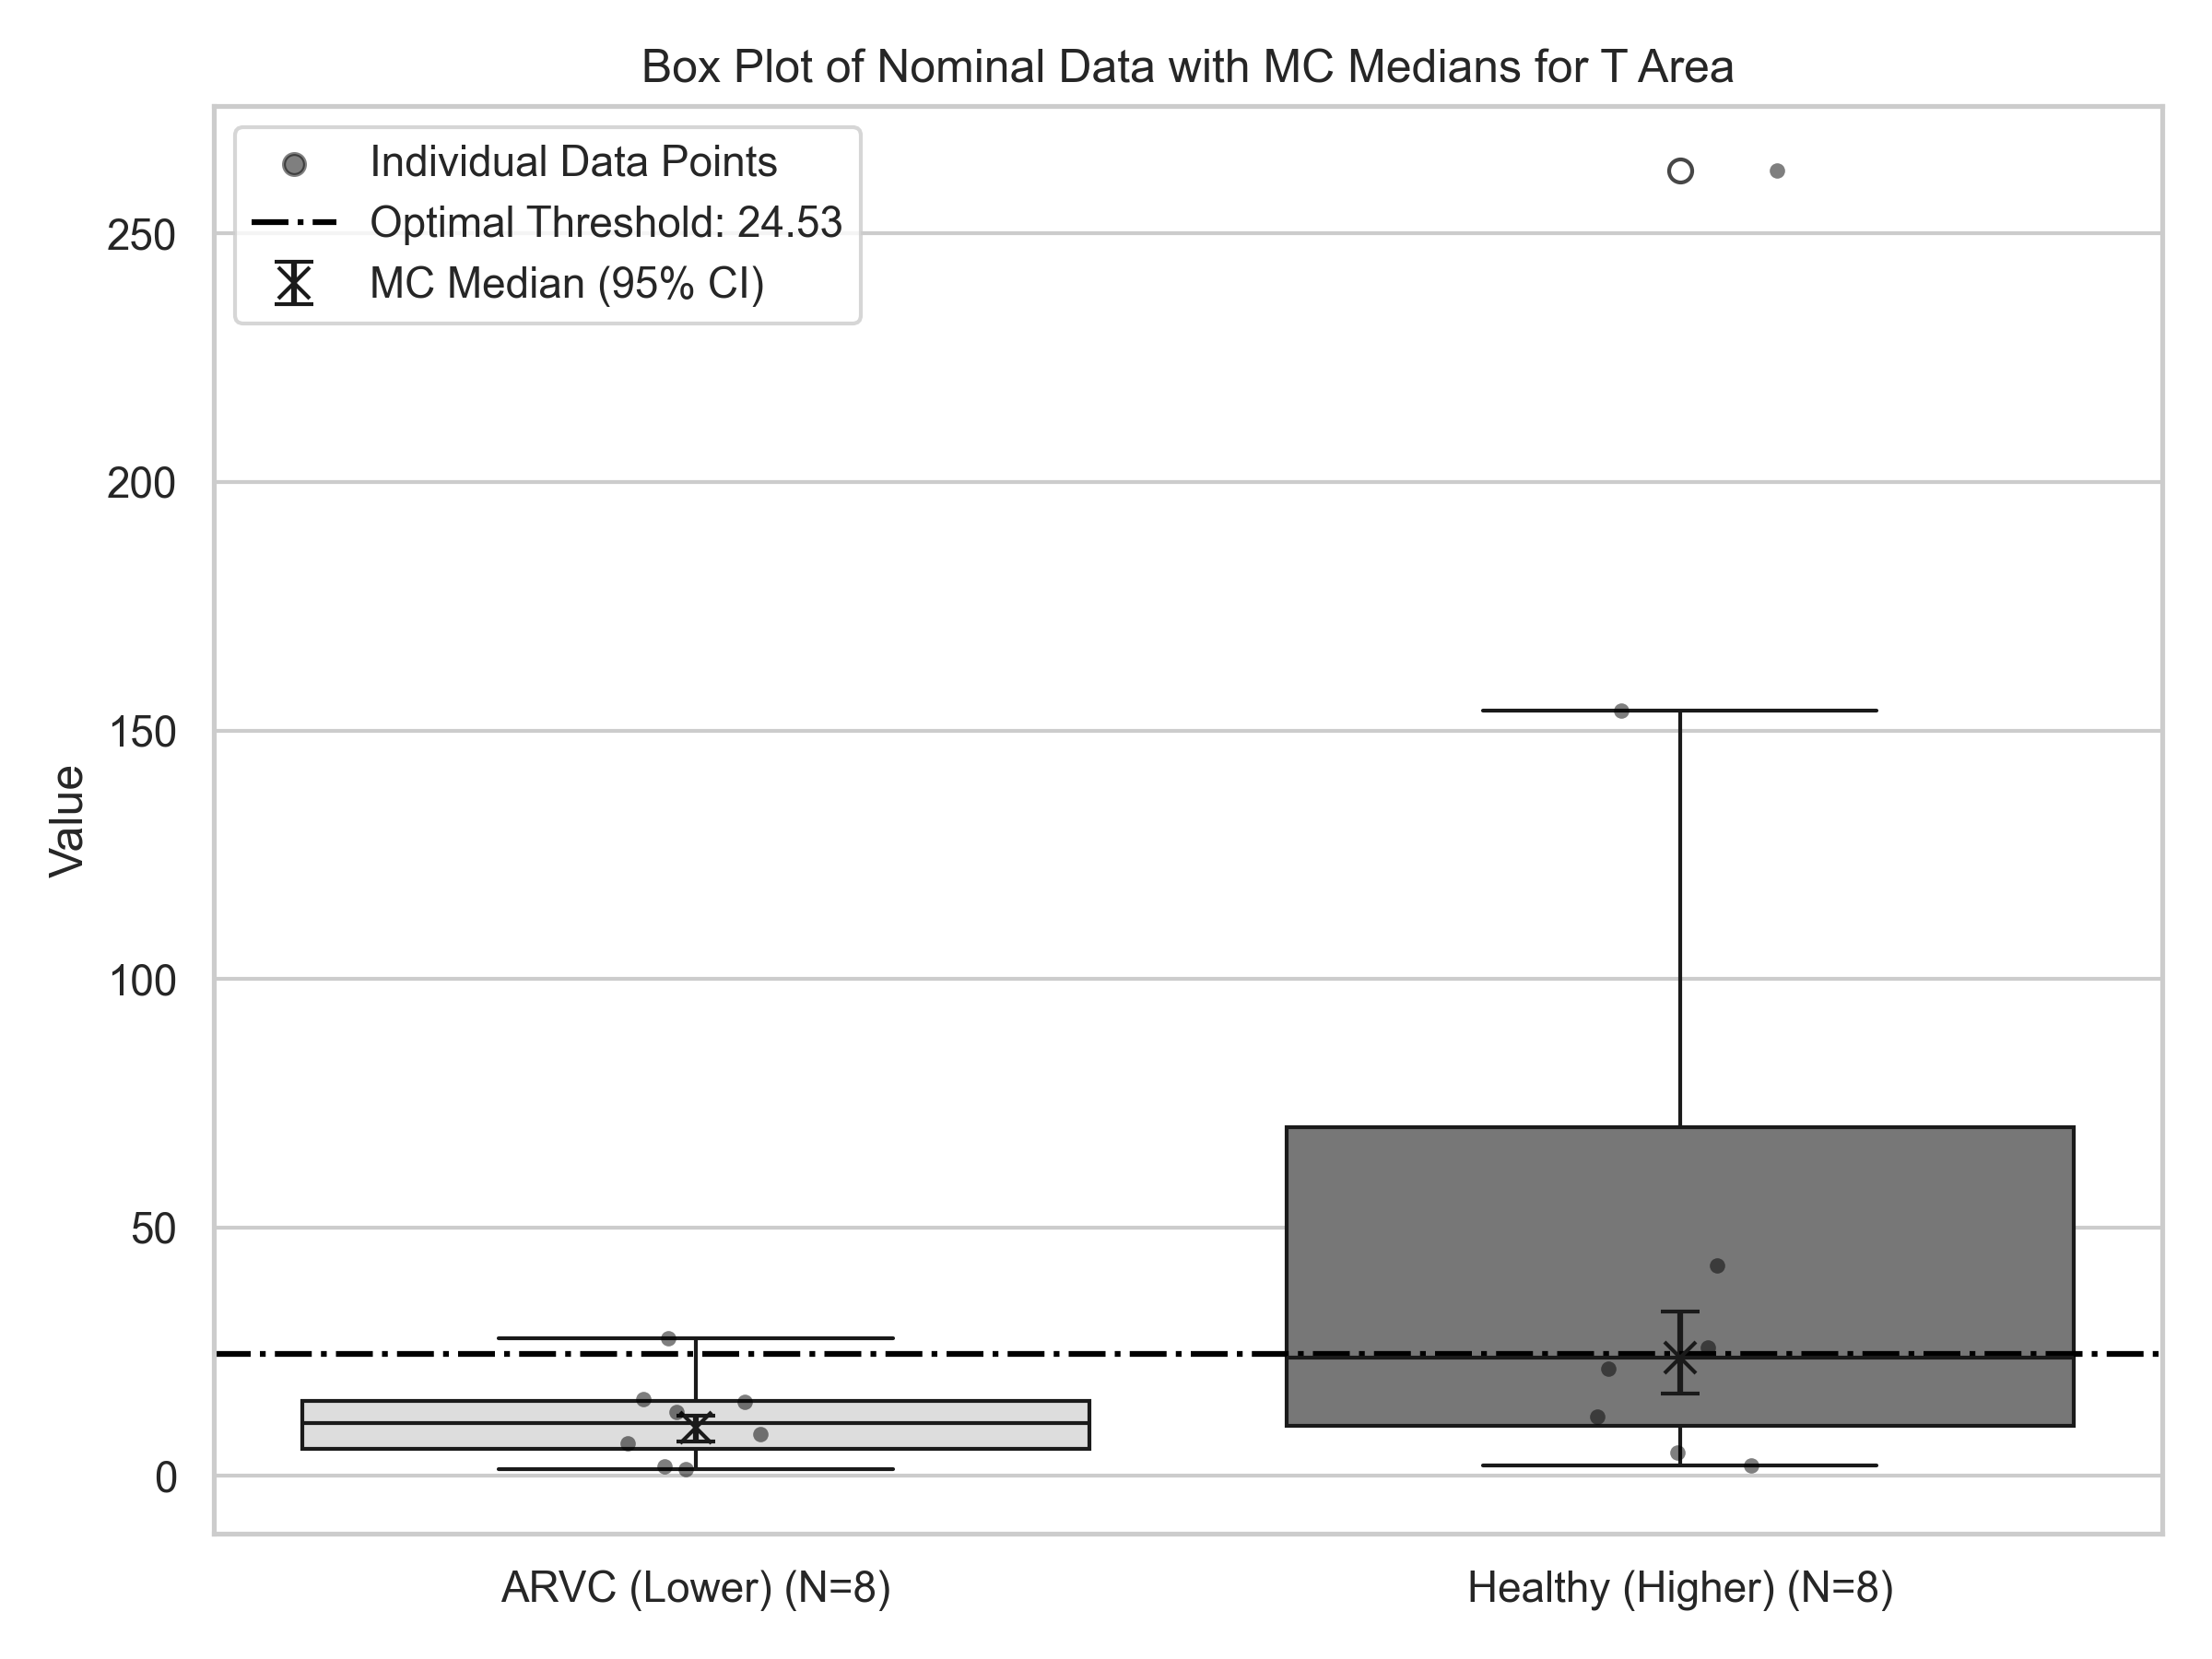 Box Plot of Nominal Data with MC Medians for T Area
Individual Data Points
Optimal Threshold: 24.53
MC Median (95% CI)
250
200
150
100
50
0
Value
ARVC (Lower) (N=8)
Healthy (Higher) (N=8)